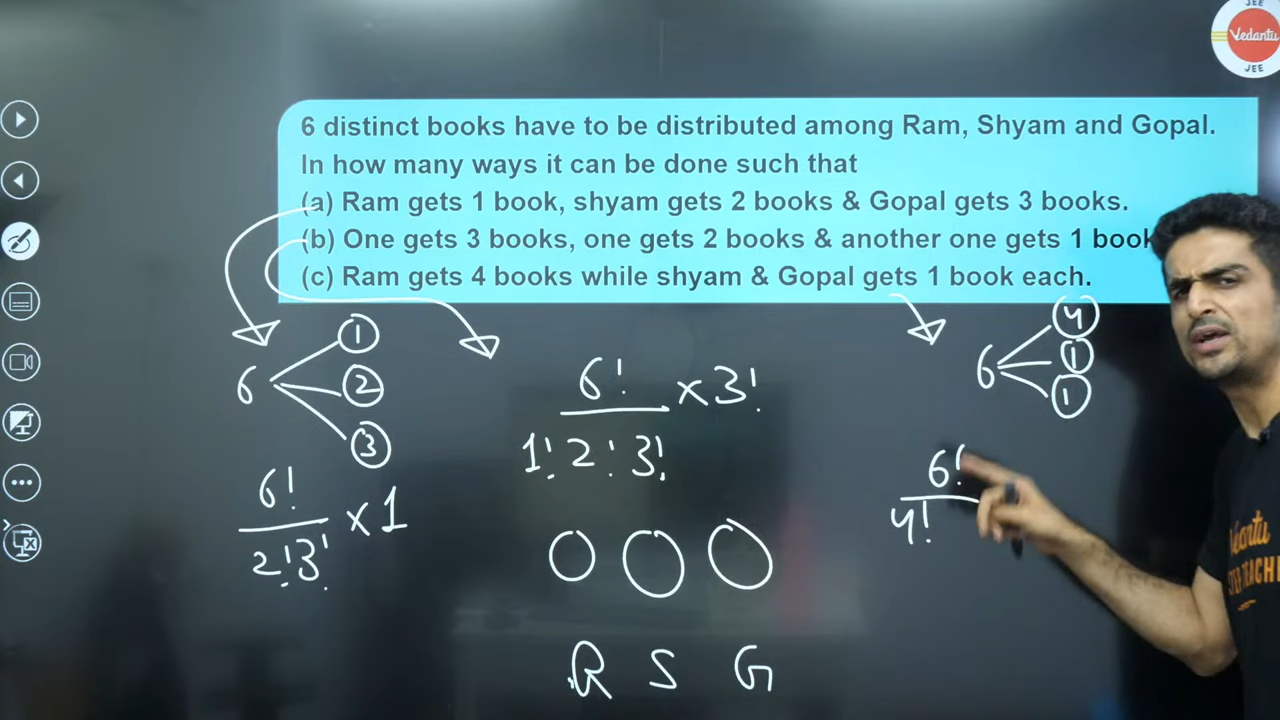 JEE
Vedantu
JEE
6 distinct books have to be distributed among Ram, Shyam and Gopal.
In how many ways it can be done such that
(a) Ram gets 1 book, shyam gets 2 books & Gopal gets 3 books.
(b) One gets 3 books, one gets 2 books & another one gets 1 book
(c) Ram gets 4 books while shyam & Gopal gets 1 book each.
6 1
2
3
6!
2!3! x 1
6!
1! 2! 3! x 3!
R S G
6 4
1
1
6!
4!